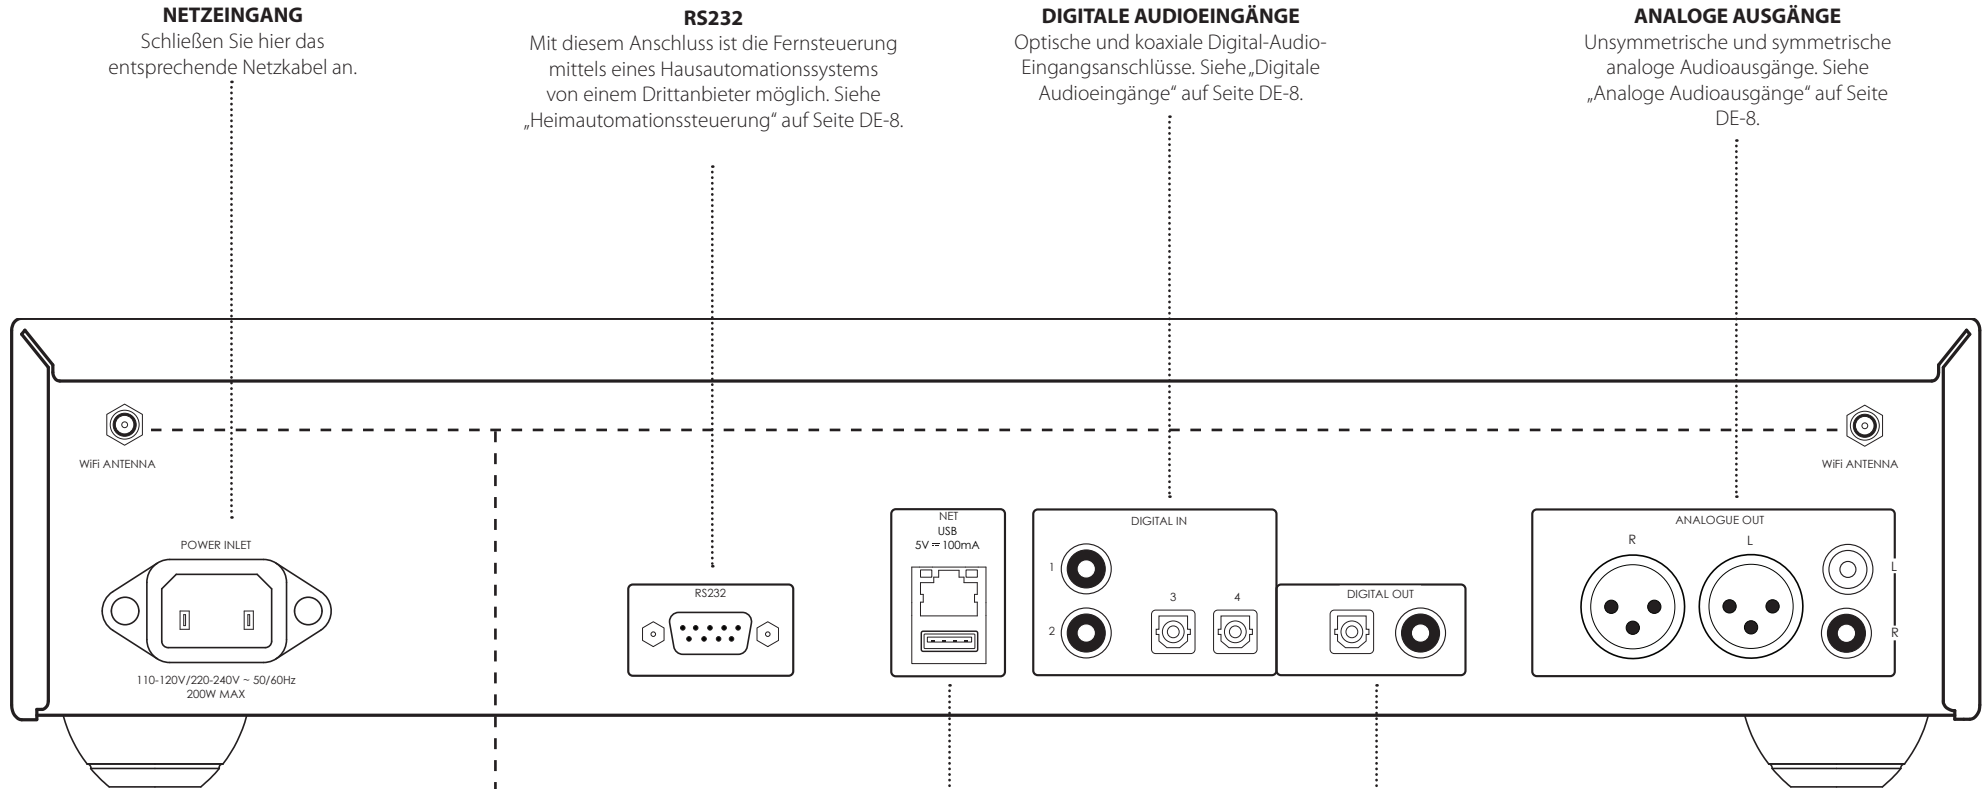 NETZEINGANG
Schließen Sie hier das
entsprechende Netzkabel an.
RS232
Mit diesem Anschluss ist die Fernsteuerung
mittels eines Hausautomationssystems
von einem Drittanbieter möglich. Siehe
„Heimautomationssteuerung“ auf Seite DE-8.
DIGITALE AUDIOEINGÄNGE
Optische und koaxiale Digital-Audio-
Eingangsanschlüsse. Siehe „Digitale
Audioeingänge“ auf Seite DE-8.
ANALOGE AUSGÄNGE
Unsymmetrische und symmetrische
analoge Audioausgänge. Siehe
„Analoge Audioausgänge“ auf Seite
DE-8.
WiFi ANTENNA
WiFi ANTENNA
POWER INLET
110-120V/220-240V ~ 50/60Hz
200W MAX
RS232
NET
USB
5V ⎓ 100mA
DIGITAL IN
1
2
3
4
DIGITAL OUT
ANALOGUE OUT
R
L
L
R